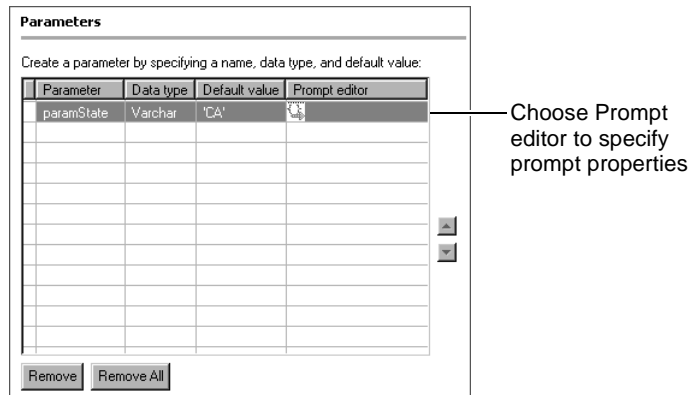 Parameters
Create a parameter by specifying a name, data type, and default value:
Parameter Data type Default value Prompt editor
paramState Varchar 'CA'
Choose Prompt
editor to specify
prompt properties
Remove Remove All